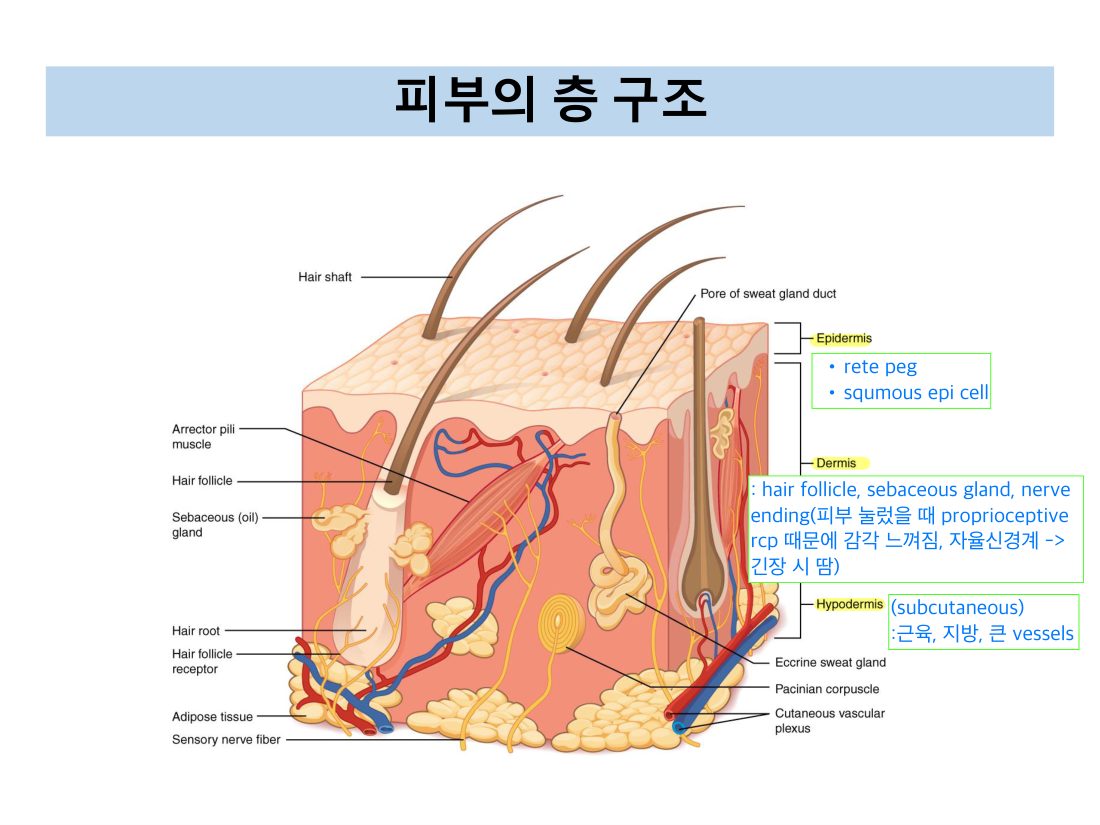 피부의 층 구조
Hair shaft
Pore of sweat gland duct
Epidermis
• rete peg
• squmous epi cell
Arrector pili
muscle
Hair follicle
Sebaceous (oil)
gland
Dermis
: hair follicle, sebaceous gland, nerve
ending(피부 눌렀을 때 proprioceptive
rcp 때문에 감각 느껴짐, 자율신경계 ->
긴장 시 땀)
Hypodermis
(subcutaneous)
:근육, 지방, 큰 vessels
Hair root
Hair follicle
receptor
Eccrine sweat gland
Pacinian corpuscle
Adipose tissue
Cutaneous vascular
plexus
Sensory nerve fiber